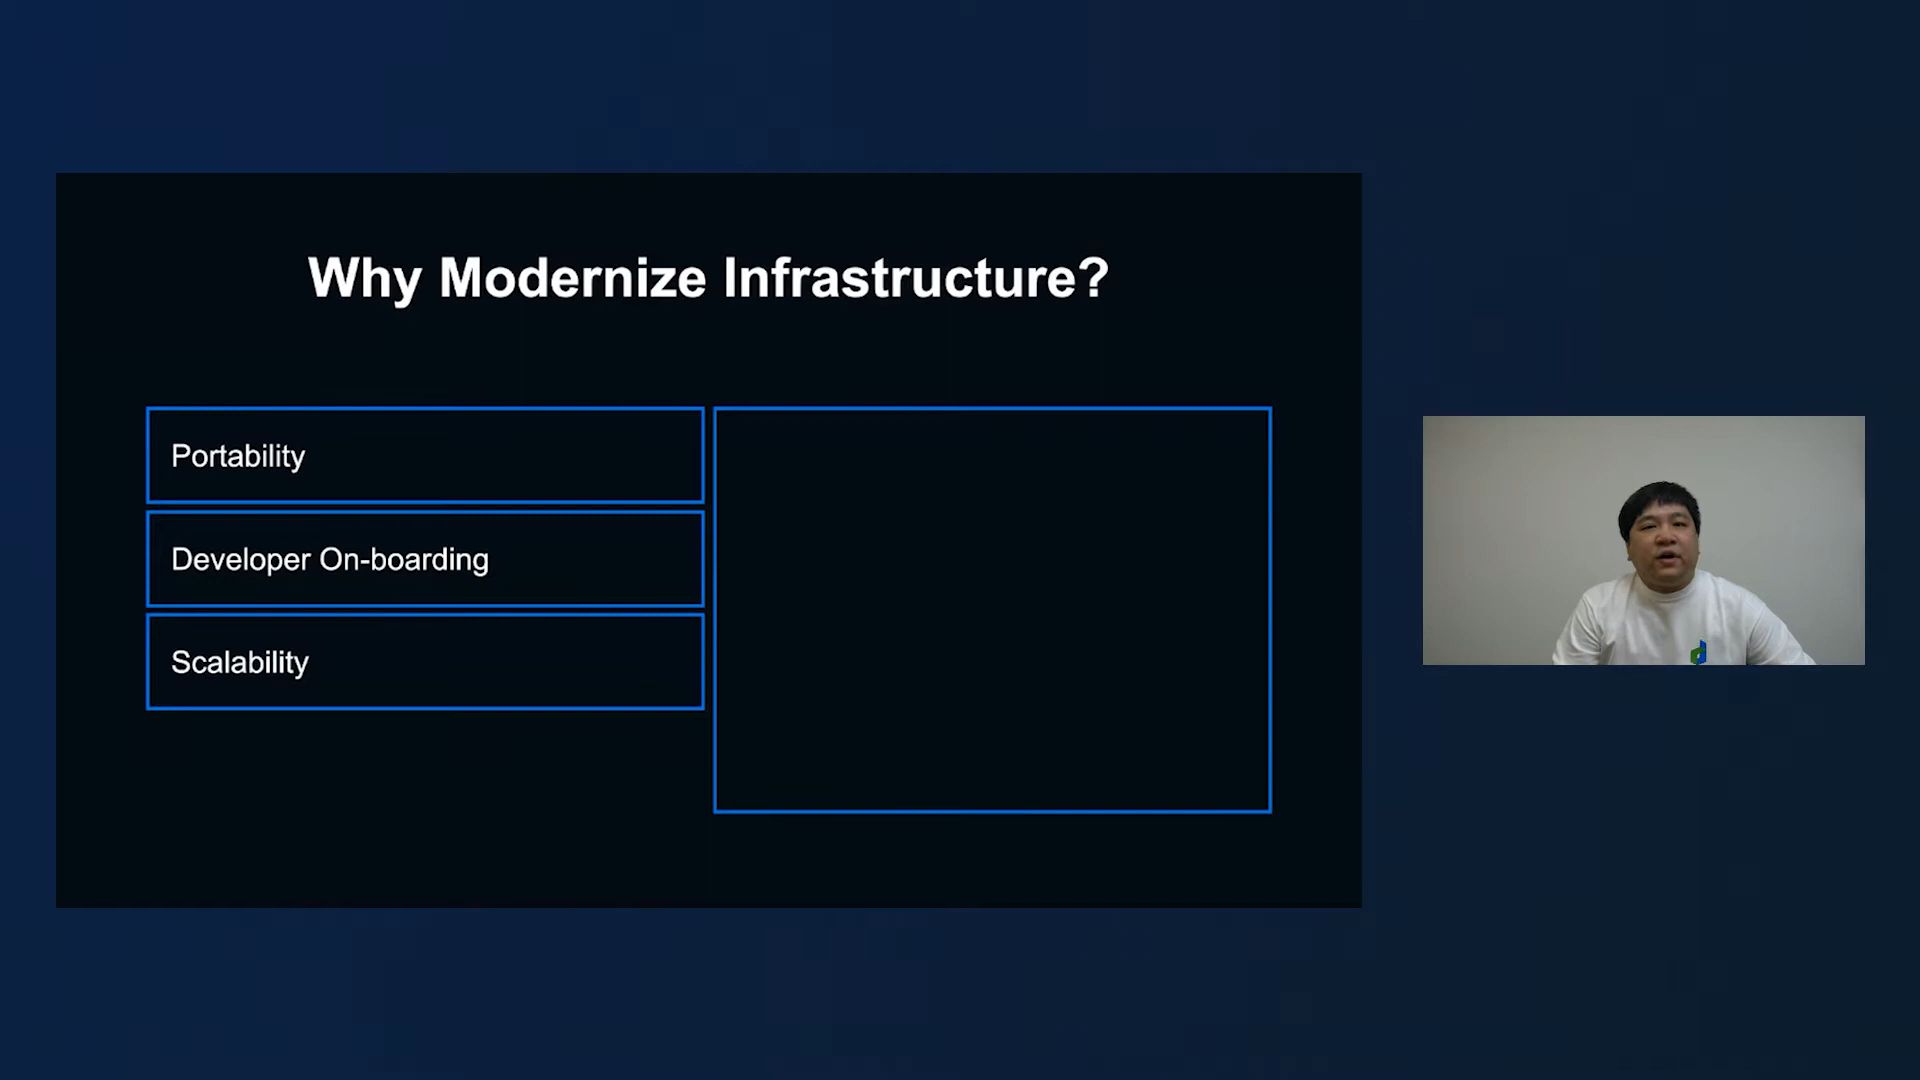 Why Modernize Infrastructure?
Portability
Developer On-boarding
Scalability